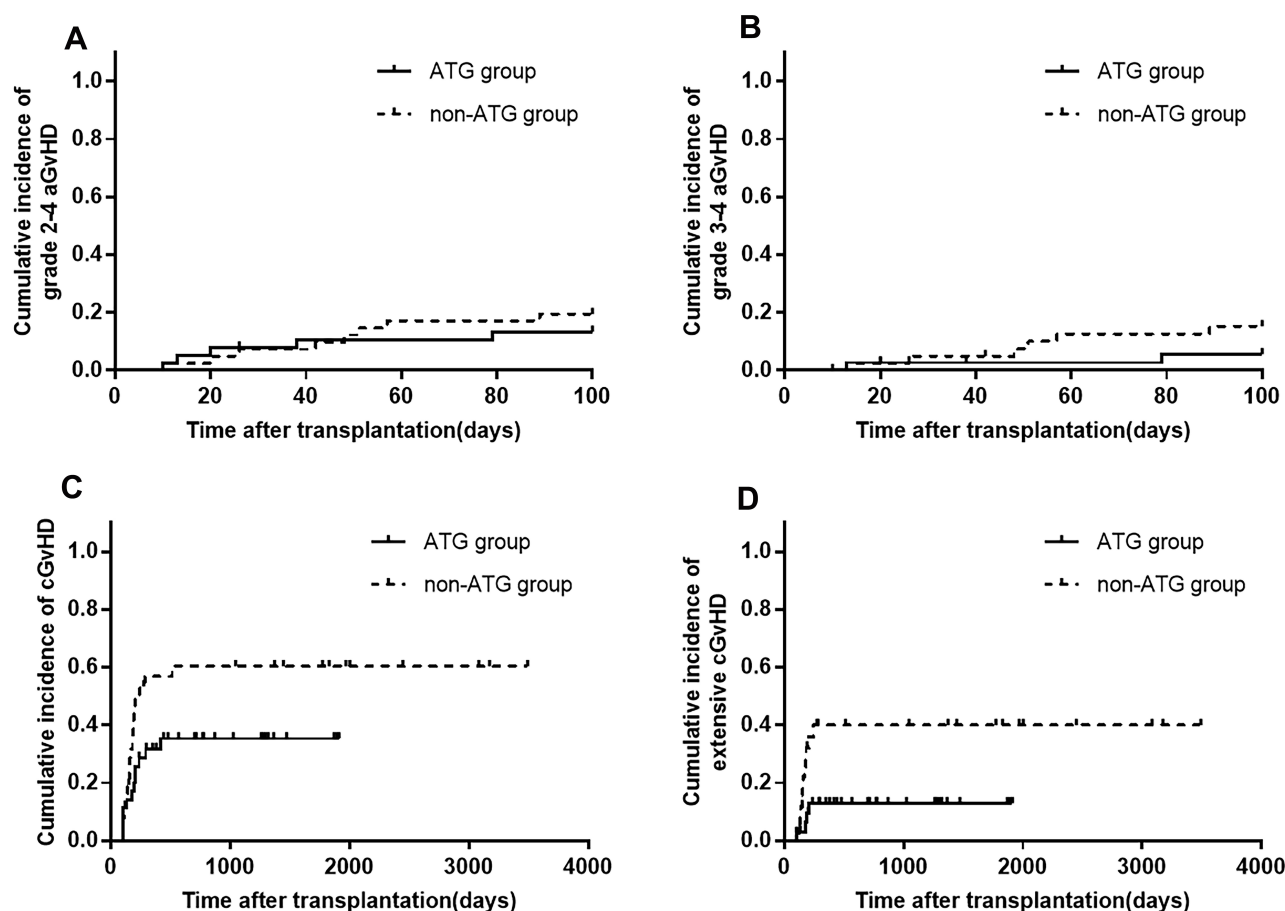 A
ATG group
non-ATG group
Cumulative incidence of
grade 2-4 aGvHD
1.0
0.8
0.6
0.4
0.2
0.0
0 20 40 60 80 100
Time after transplantation(days)
B
ATG group
non-ATG group
Cumulative incidence of
grade 3-4 aGvHD
1.0
0.8
0.6
0.4
0.2
0.0
0 20 40 60 80 100
Time after transplantation(days)
C
ATG group
non-ATG group
Cumulative incidence of cGvHD
1.0
0.8
0.6
0.4
0.2
0.0
0 1000 2000 3000 4000
Time after transplantation(days)
D
ATG group
non-ATG group
Cumulative incidence of
extensive cGvHD
1.0
0.8
0.6
0.4
0.2
0.0
0 1000 2000 3000 4000
Time after transplantation(days)